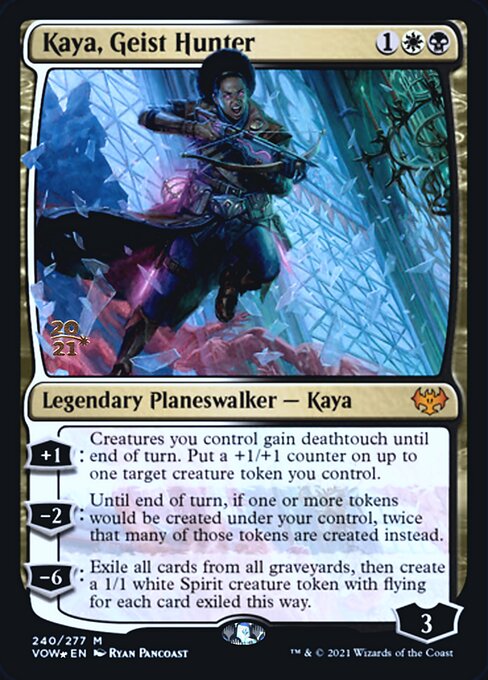 Kaya, Geist Hunter 1
20
21
Legendary Planeswalker — Kaya
+1: Creatures you control gain deathtouch until
end of turn. Put a +1/+1 counter on up to
one target creature token you control.
Until end of turn, if one or more tokens
−2: would be created under your control, twice
that many of those tokens are created instead.
−6: Exile all cards from all graveyards, then create
a 1/1 white Spirit creature token with flying
for each card exiled this way.
3
240/277 M
VOW★EN Ryan Pancoast ™ & © 2021 Wizards of the Coast